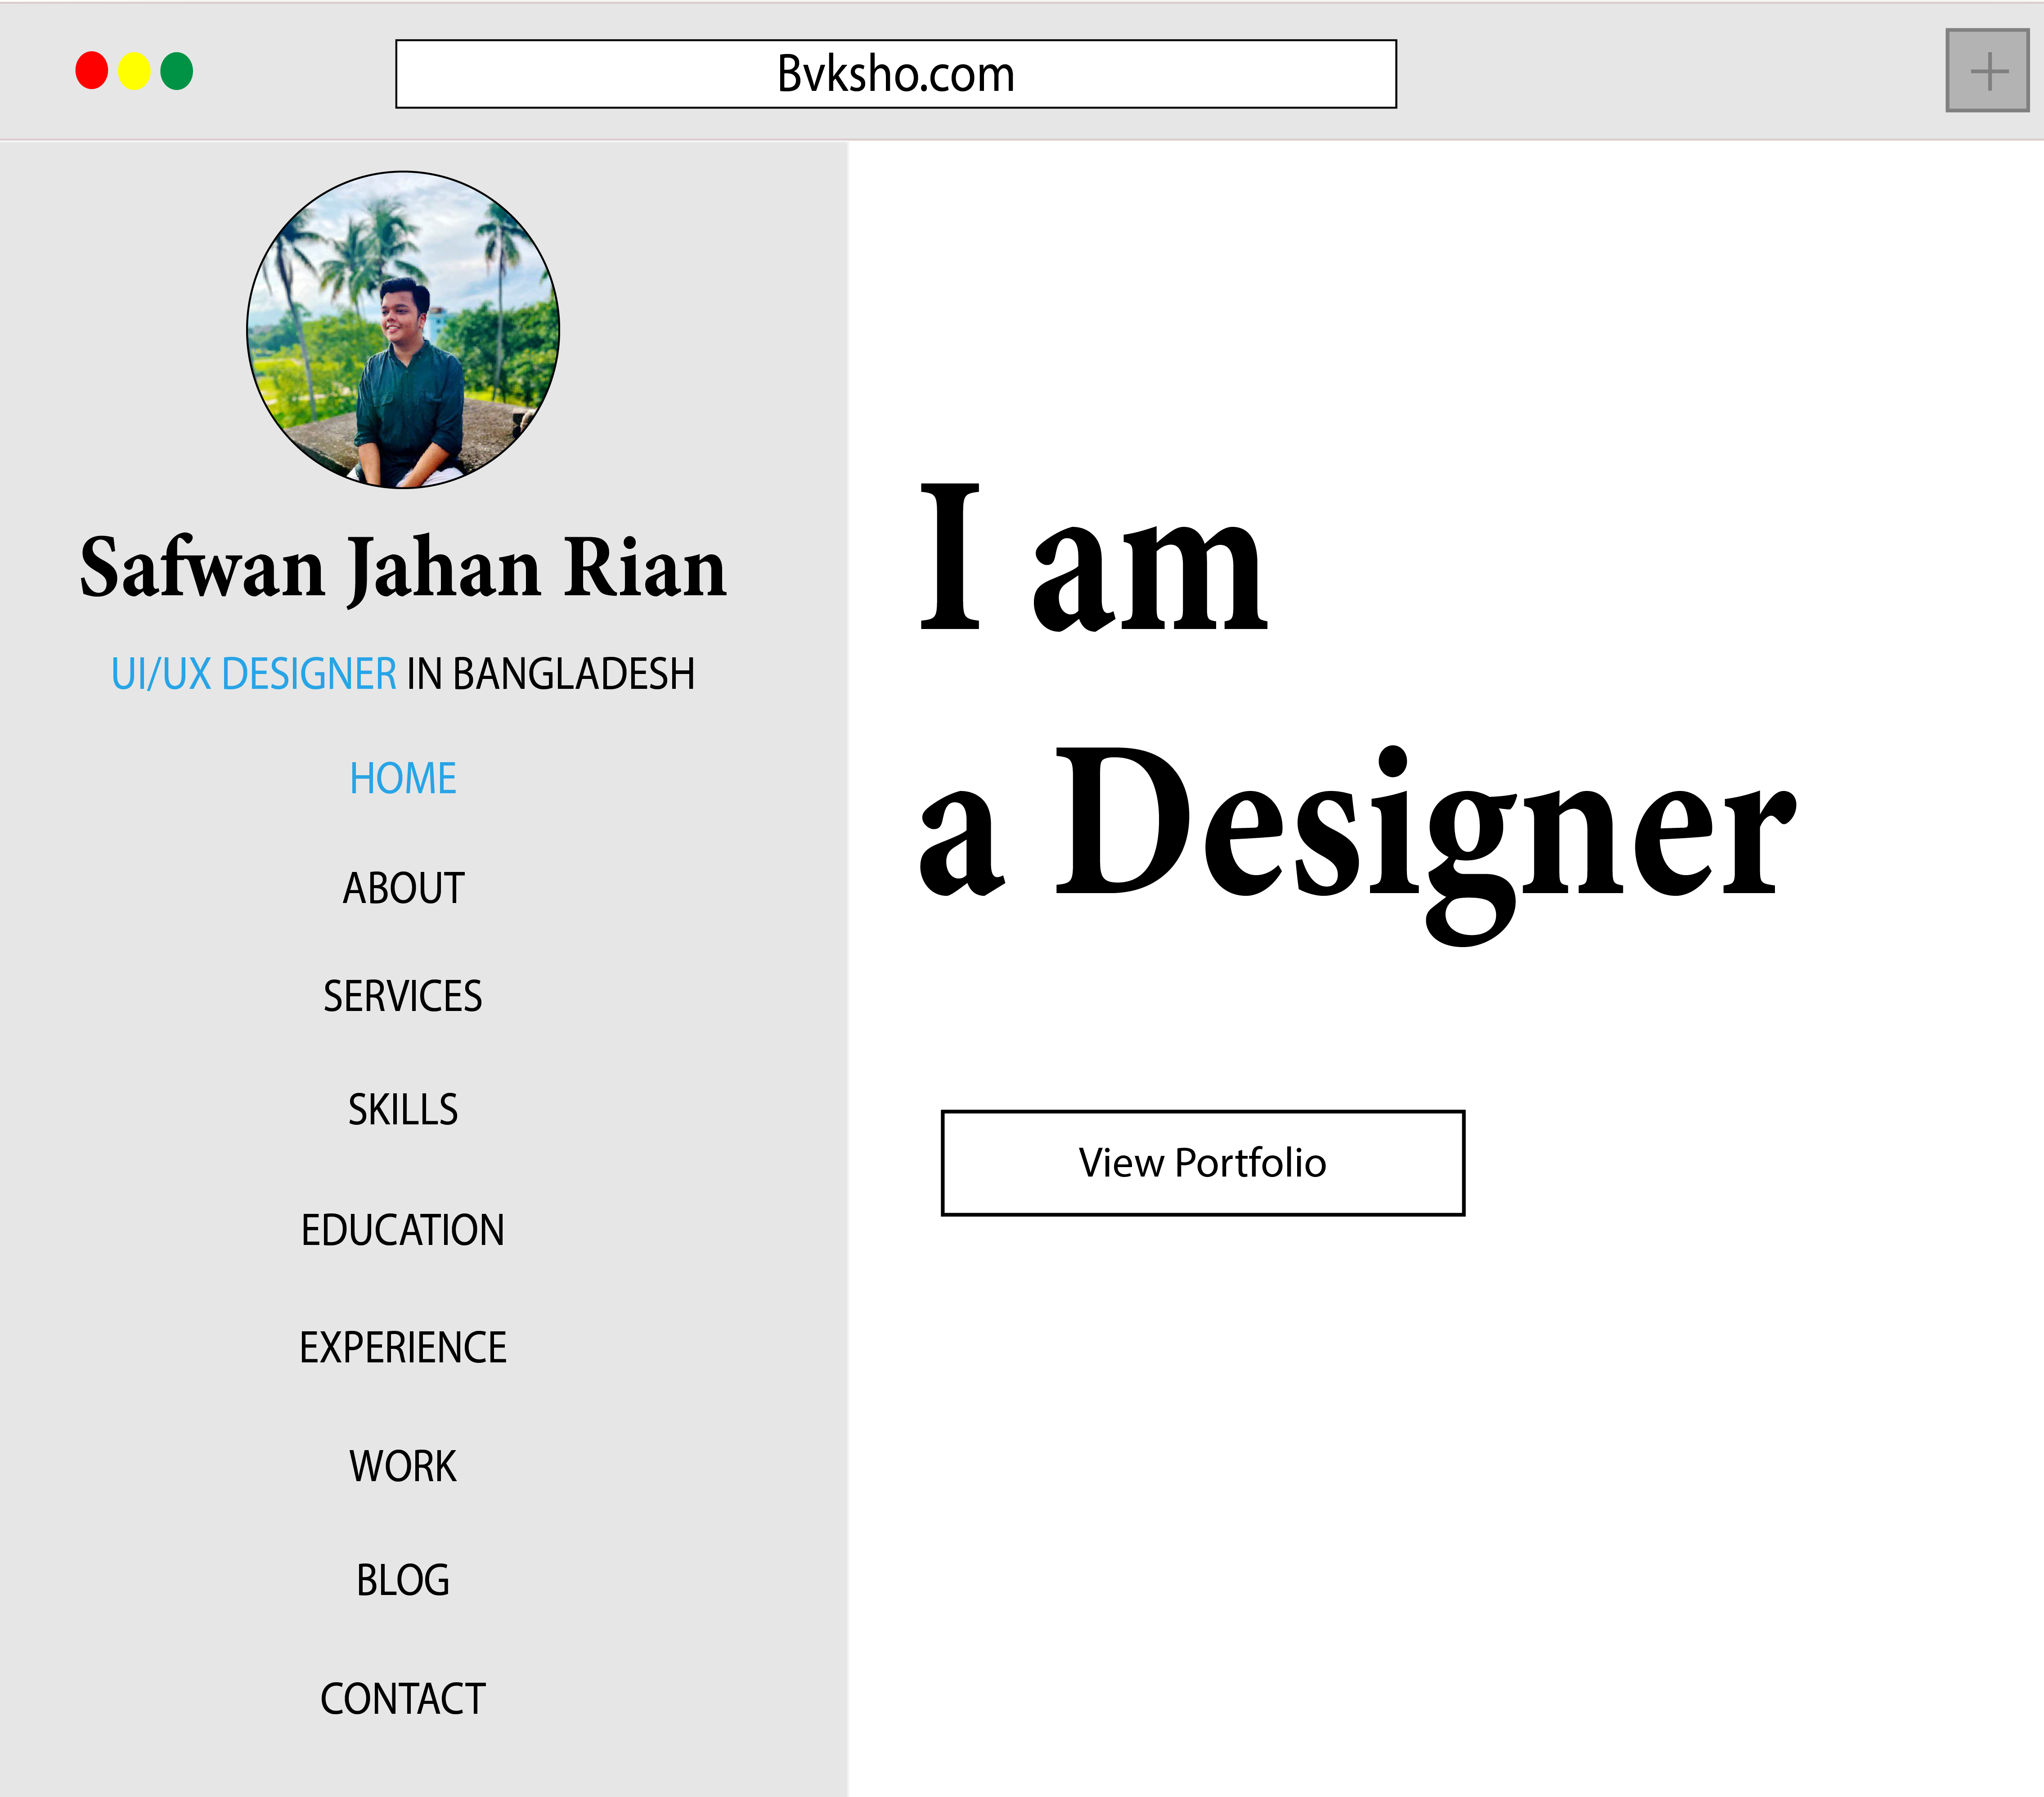 Bvksho.com
Safwan Jahan Rian
UI/UX DESIGNER IN BANGLADESH
HOME
ABOUT
SERVICES
SKILLS
EDUCATION
EXPERIENCE
WORK
BLOG
CONTACT
I am
a Designer
View Portfolio